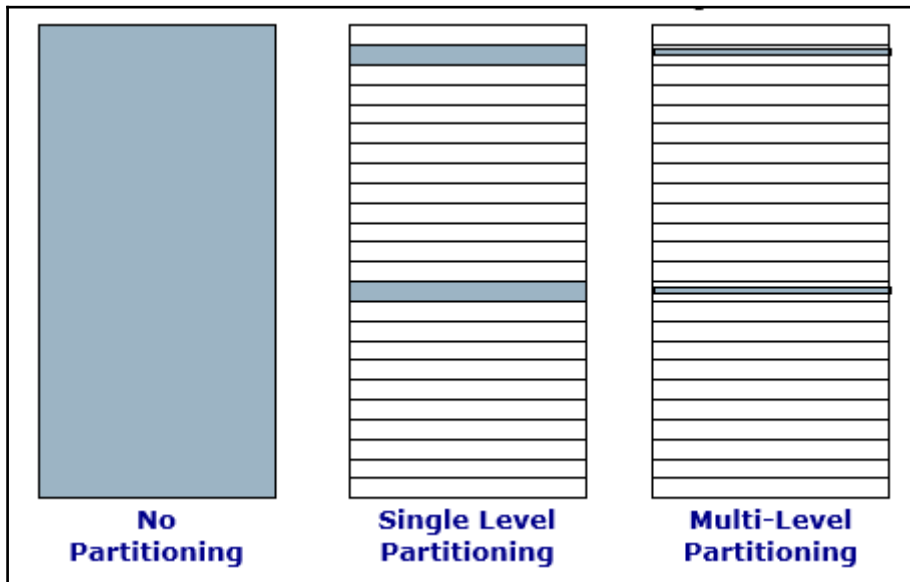 No
Partitioning
Single Level
Partitioning
Multi-Level
Partitioning